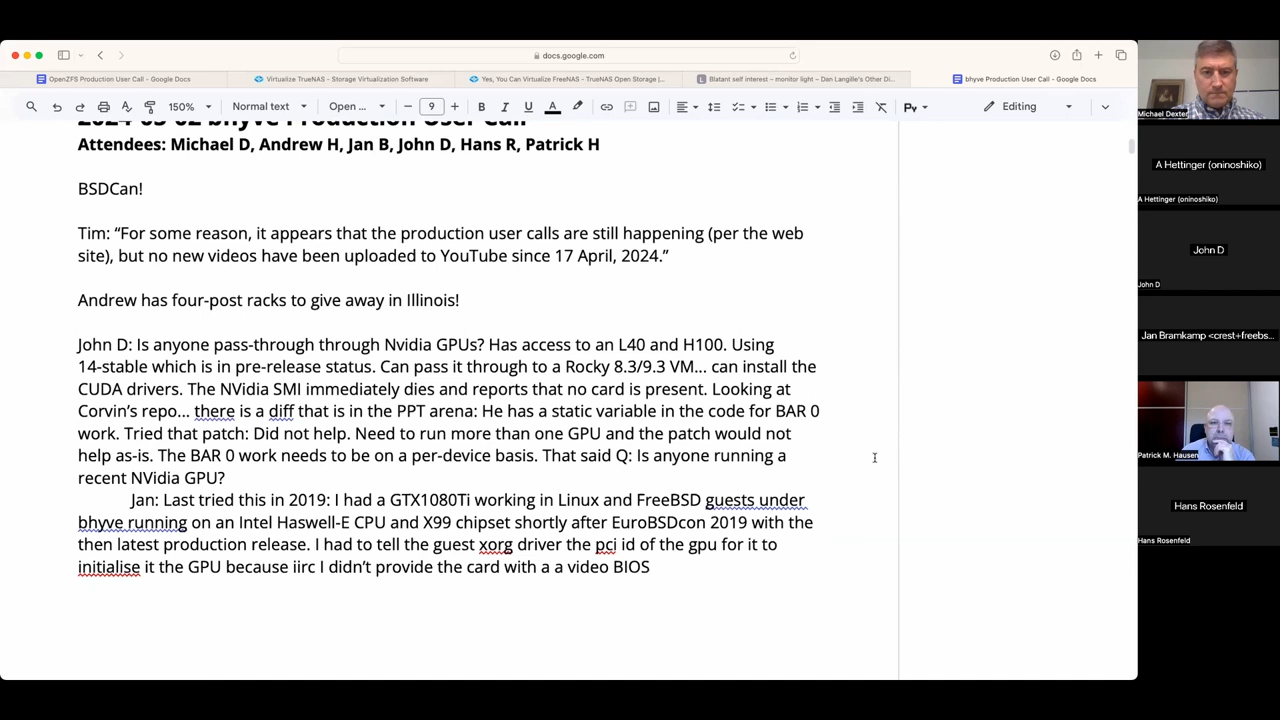 docs.google.com
OpenZFS Production User Call - Google Docs
Virtualize TrueNAS - Storage Virtualization Software
Yes, You Can Virtualize FreeNAS - TrueNAS Open Storage |...
Blatant self interest – monitor light – Dan Langille's Other Di...
bhyve Production User Call - Google Docs
150%
Normal text
Open ...
9
Editing
2024-05-02 bhyve Production User Call
Attendees: Michael D, Andrew H, Jan B, John D, Hans R, Patrick H
BSDCan!
Tim: “For some reason, it appears that the production user calls are still happening (per the web
site), but no new videos have been uploaded to YouTube since 17 April, 2024.”
Andrew has four-post racks to give away in Illinois!
John D: Is anyone pass-through through Nvidia GPUs? Has access to an L40 and H100. Using
14-stable which is in pre-release status. Can pass it through to a Rocky 8.3/9.3 VM... can install the
CUDA drivers. The NVidia SMI immediately dies and reports that no card is present. Looking at
Corvin’s repo... there is a diff that is in the PPT arena: He has a static variable in the code for BAR 0
work. Tried that patch: Did not help. Need to run more than one GPU and the patch would not
help as-is. The BAR 0 work needs to be on a per-device basis. That said Q: Is anyone running a
recent NVidia GPU?
Jan: Last tried this in 2019: I had a GTX1080Ti working in Linux and FreeBSD guests under
bhyve running on an Intel Haswell-E CPU and X99 chipset shortly after EuroBSDcon 2019 with the
then latest production release. I had to tell the guest xorg driver the pci id of the gpu for it to
initialise it the GPU because iirc I didn’t provide the card with a a video BIOS
Michael Dexter
A Hettinger (oninoshiko)
A Hettinger (oninoshiko)
John D
John D
Jan Bramkamp <crest+freebs...
Patrick M. Hausen
Hans Rosenfeld
Hans Rosenfeld